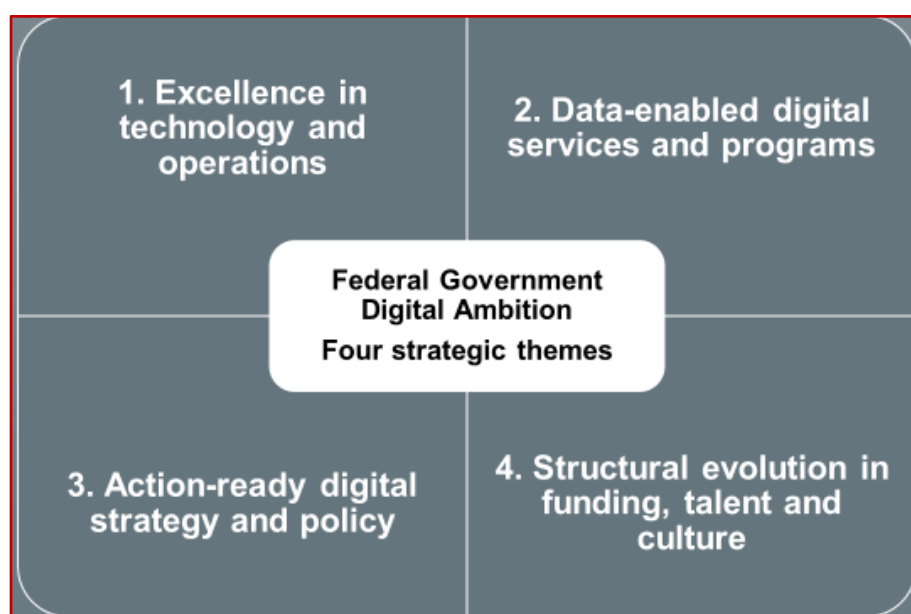 1. Excellence in
technology and
operations
2. Data-enabled digital
services and programs
Federal Government
Digital Ambition
Four strategic themes
3. Action-ready digital
strategy and policy
4. Structural evolution in
funding, talent and
culture